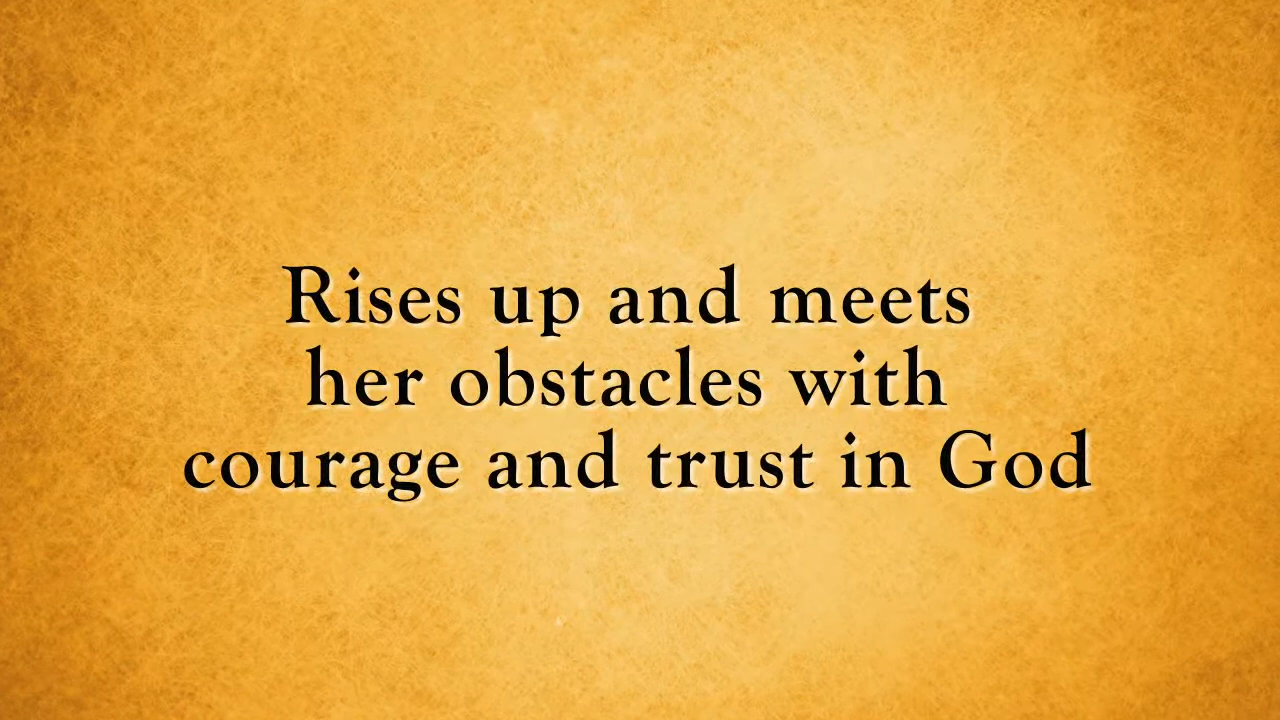 Rises up and meets
her obstacles with
courage and trust in God